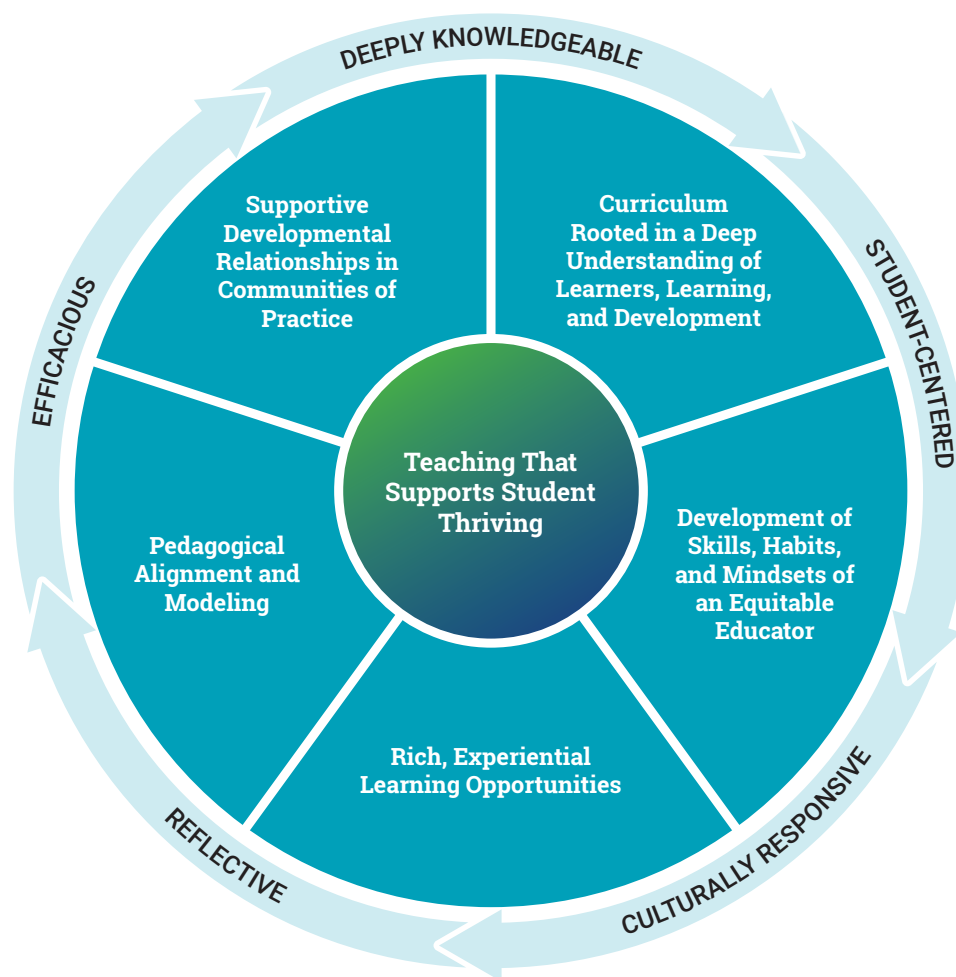 DEEPLY KNOWLEDGEABLE
STUDENT-CENTERED
CULTURALLY RESPONSIVE
REFLECTIVE
EFFICACIOUS
Supportive
Developmental
Relationships in
Communities of
Practice
Curriculum
Rooted in a Deep
Understanding of
Learners, Learning,
and Development
Development of
Skills, Habits,
and Mindsets of
an Equitable
Educator
Rich, Experiential
Learning Opportunities
Pedagogical
Alignment and
Modeling
Teaching That
Supports Student
Thriving